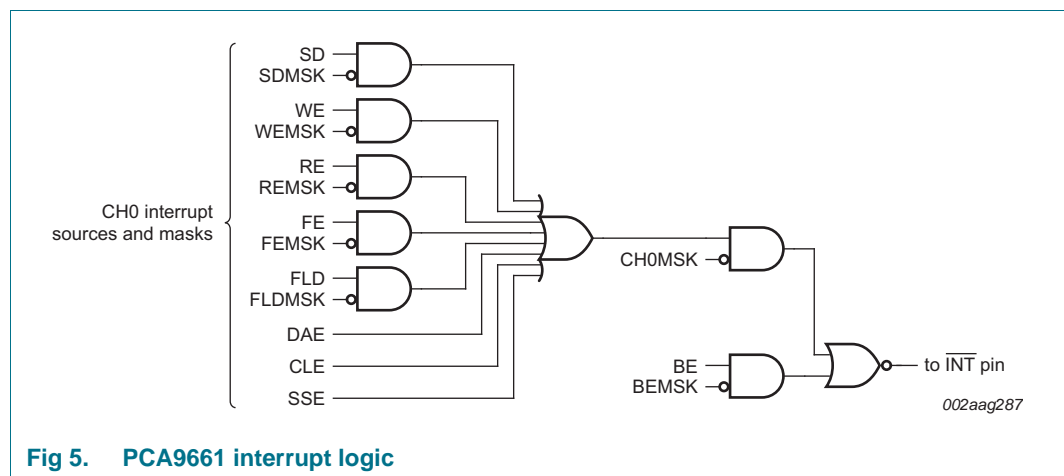 SD
SDMSK
WE
WEMSK
RE
REMSK
CH0 interrupt
sources and masks
FE
FEMSK
CH0MSK
FLD
FLDMSK
DAE
CLE
BE
BEMSK
to INT pin
SSE
002aag287
Fig 5. PCA9661 interrupt logic